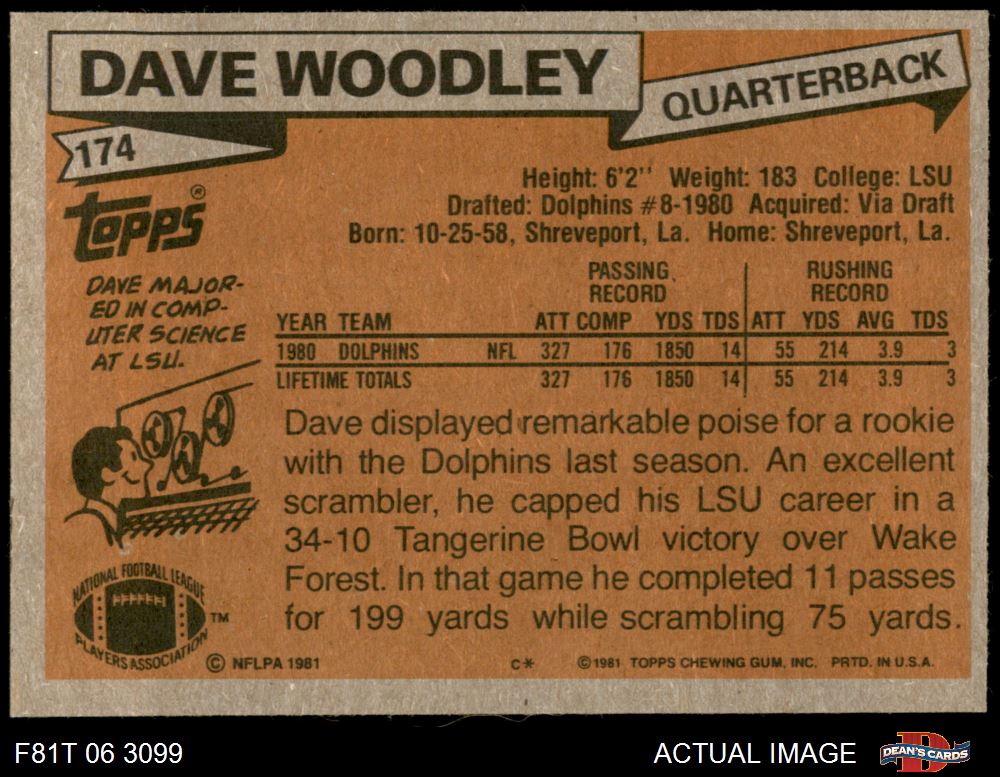 DAVE WOODLEY
QUARTERBACK
174
TOPPS®
Height: 6'2'' Weight: 183 College: LSU
Drafted: Dolphins #8-1980 Acquired: Via Draft
Born: 10-25-58, Shreveport, La. Home: Shreveport, La.
DAVE MAJOR-
ED IN COMP-
UTER SCIENCE
AT LSU.
PASSING RECORD RUSHING RECORD
YEAR TEAM ATT COMP YDS TDS ATT YDS AVG TDS
1980 DOLPHINS NFL 327 176 1850 14 55 214 3.9 3
LIFETIME TOTALS 327 176 1850 14 55 214 3.9 3
Dave displayed remarkable poise for a rookie
with the Dolphins last season. An excellent
scrambler, he capped his LSU career in a
34-10 Tangerine Bowl victory over Wake
Forest. In that game he completed 11 passes
for 199 yards while scrambling 75 yards.
NATIONAL FOOTBALL LEAGUE
PLAYERS ASSOCIATION
TM
© NFLPA 1981 C* ©1981 TOPPS CHEWING GUM, INC. PRTD. IN U.S.A.
F81T 06 3099 ACTUAL IMAGE D DEAN'S CARDS